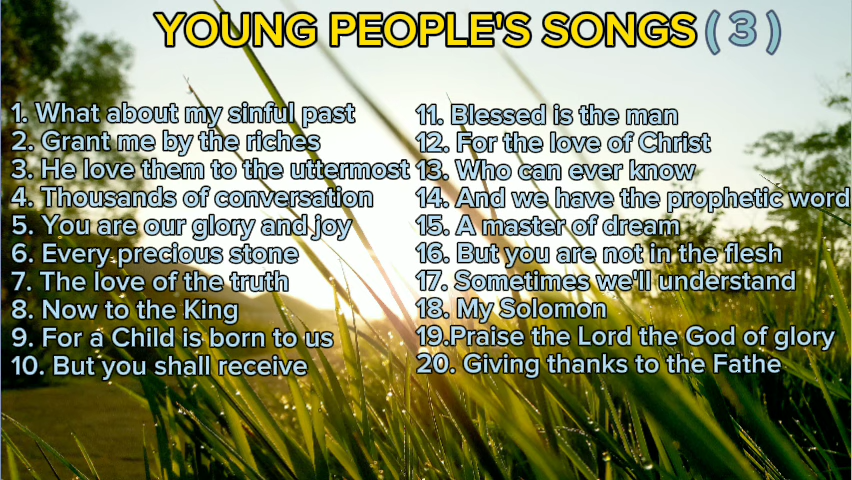 YOUNG PEOPLE'S SONGS (3)
1. What about my sinful past
2. Grant me by the riches
3. He love them to the uttermost
4. Thousands of conversation
5. You are our glory and joy
6. Every precious stone
7. The love of the truth
8. Now to the King
9. For a Child is born to us
10. But you shall receive
11. Blessed is the man
12. For the love of Christ
13. Who can ever know
14. And we have the prophetic word
15. A master of dream
16. But you are not in the flesh
17. Sometimes we'll understand
18. My Solomon
19.Praise the Lord the God of glory
20. Giving thanks to the Fathe